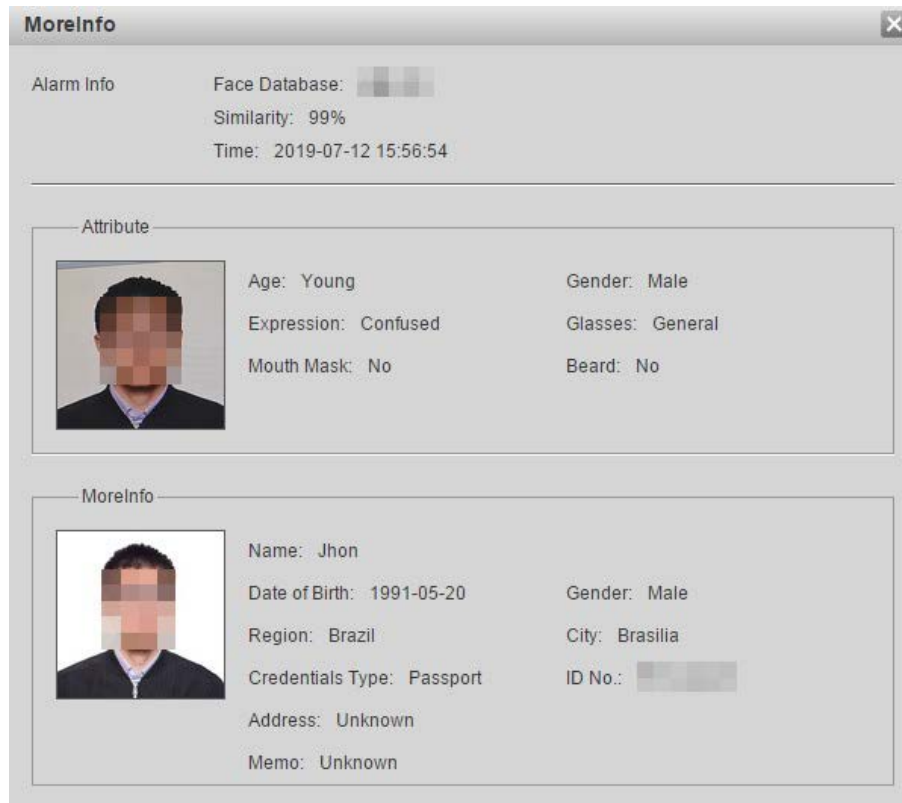 MoreInfo
Alarm Info
Face Database:
Similarity: 99%
Time: 2019-07-12 15:56:54
Attribute
Age: Young Gender: Male
Expression: Confused Glasses: General
Mouth Mask: No Beard: No
MoreInfo
Name: Jhon
Date of Birth: 1991-05-20 Gender: Male
Region: Brazil City: Brasilia
Credentials Type: Passport ID No.:
Address: Unknown
Memo: Unknown